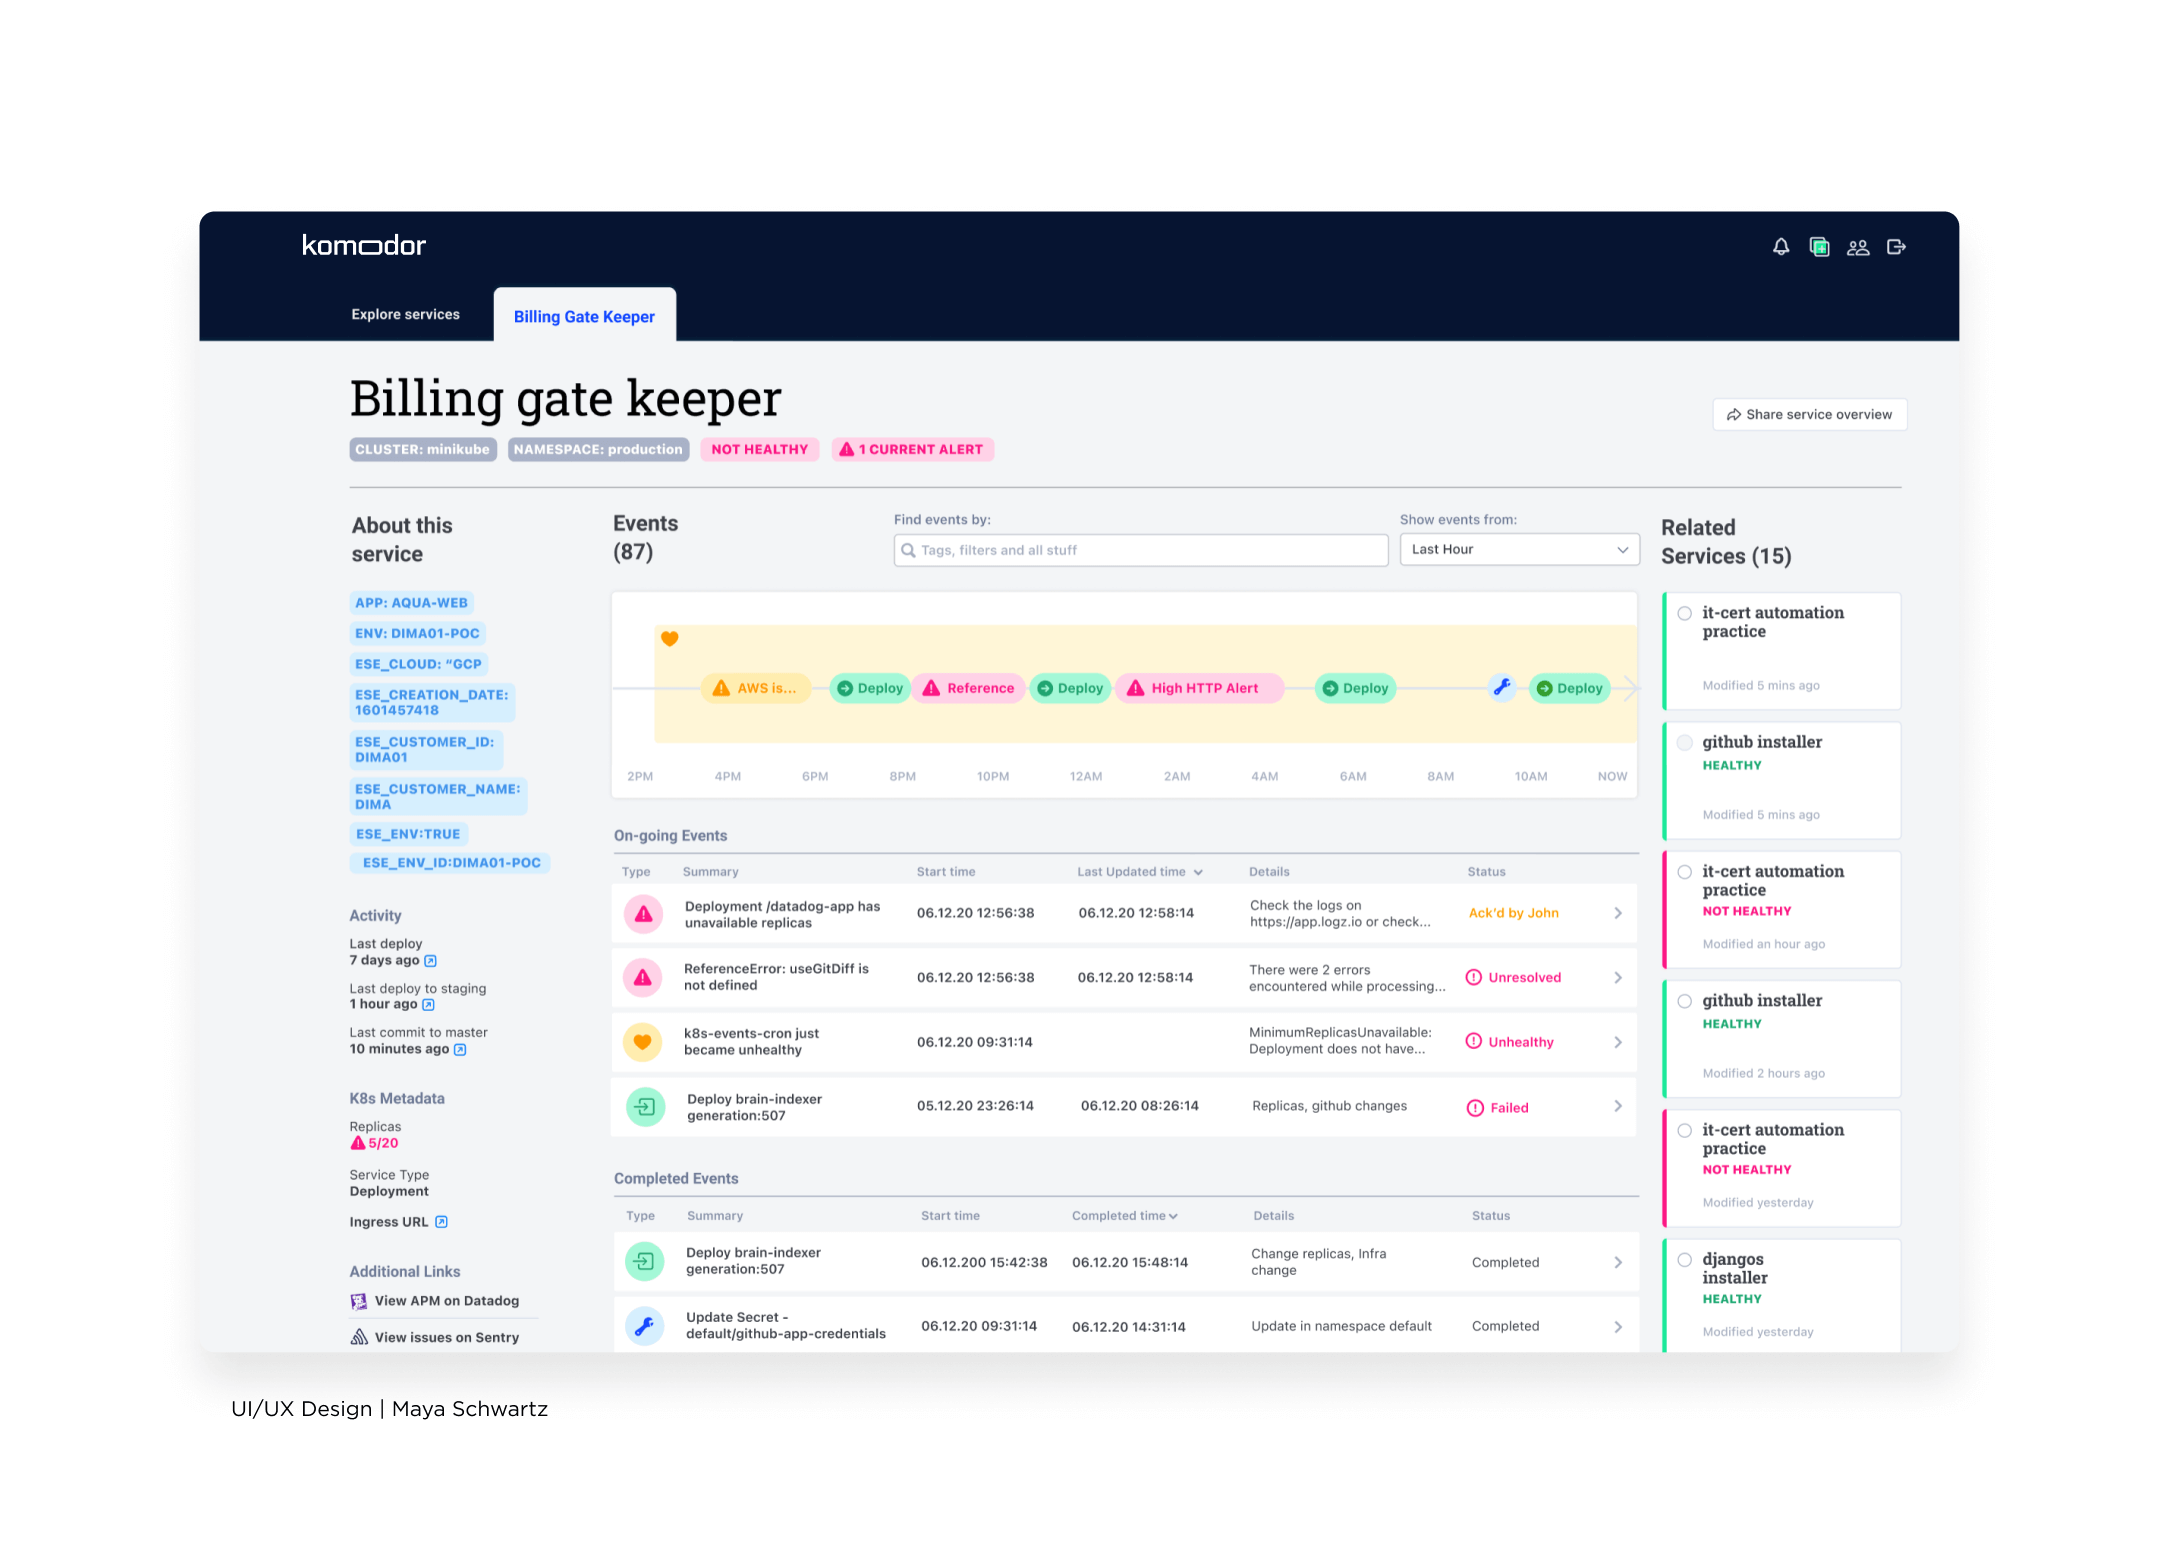 komodor
Explore services
Billing Gate Keeper
Billing gate keeper
Share service overview
CLUSTER: minikube
NAMESPACE: production
NOT HEALTHY
1 CURRENT ALERT
About this
service
APP: AQUA-WEB
ENV: DIMA01-POC
ESE_CLOUD: “GCP
ESE_CREATION_DATE:
1601457418
ESE_CUSTOMER_ID:
DIMA01
ESE_CUSTOMER_NAME:
DIMA
ESE_ENV:TRUE
ESE_ENV_ID:DIMA01-POC
Activity
Last deploy
7 days ago
Last deploy to staging
1 hour ago
Last commit to master
10 minutes ago
K8s Metadata
Replicas
5/20
Service Type
Deployment
Ingress URL
Additional Links
View APM on Datadog
View issues on Sentry
Events
(87)
Find events by:
Tags, filters and all stuff
Show events from:
Last Hour
AWS is...
Deploy
Reference
Deploy
High HTTP Alert
Deploy
Deploy
2PM 4PM 6PM 8PM 10PM 12AM 2AM 4AM 6AM 8AM 10AM NOW
On-going Events
Type Summary Start time Last Updated time Details Status
Deployment /datadog-app has
unavailable replicas
06.12.20 12:56:38
06.12.20 12:58:14
Check the logs on
https://app.logz.io or check...
Ack’d by John
ReferenceError: useGitDiff is
not defined
06.12.20 12:56:38
06.12.20 12:58:14
There were 2 errors
encountered while processing...
Unresolved
k8s-events-cron just
became unhealthy
06.12.20 09:31:14
MinimumReplicasUnavailable:
Deployment does not have...
Unhealthy
Deploy brain-indexer
generation:507
05.12.20 23:26:14
06.12.20 08:26:14
Replicas, github changes
Failed
Completed Events
Type Summary Start time Completed time Details Status
Deploy brain-indexer
generation:507
06.12.200 15:42:38
06.12.20 15:48:14
Change replicas, Infra
change
Completed
Update Secret -
default/github-app-credentials
06.12.20 09:31:14
06.12.20 14:31:14
Update in namespace default
Completed
Related
Services (15)
it-cert automation
practice
Modified 5 mins ago
github installer
HEALTHY
Modified 5 mins ago
it-cert automation
practice
NOT HEALTHY
Modified an hour ago
github installer
HEALTHY
Modified 2 hours ago
it-cert automation
practice
NOT HEALTHY
Modified yesterday
djangos
installer
HEALTHY
Modified yesterday
UI/UX Design | Maya Schwartz